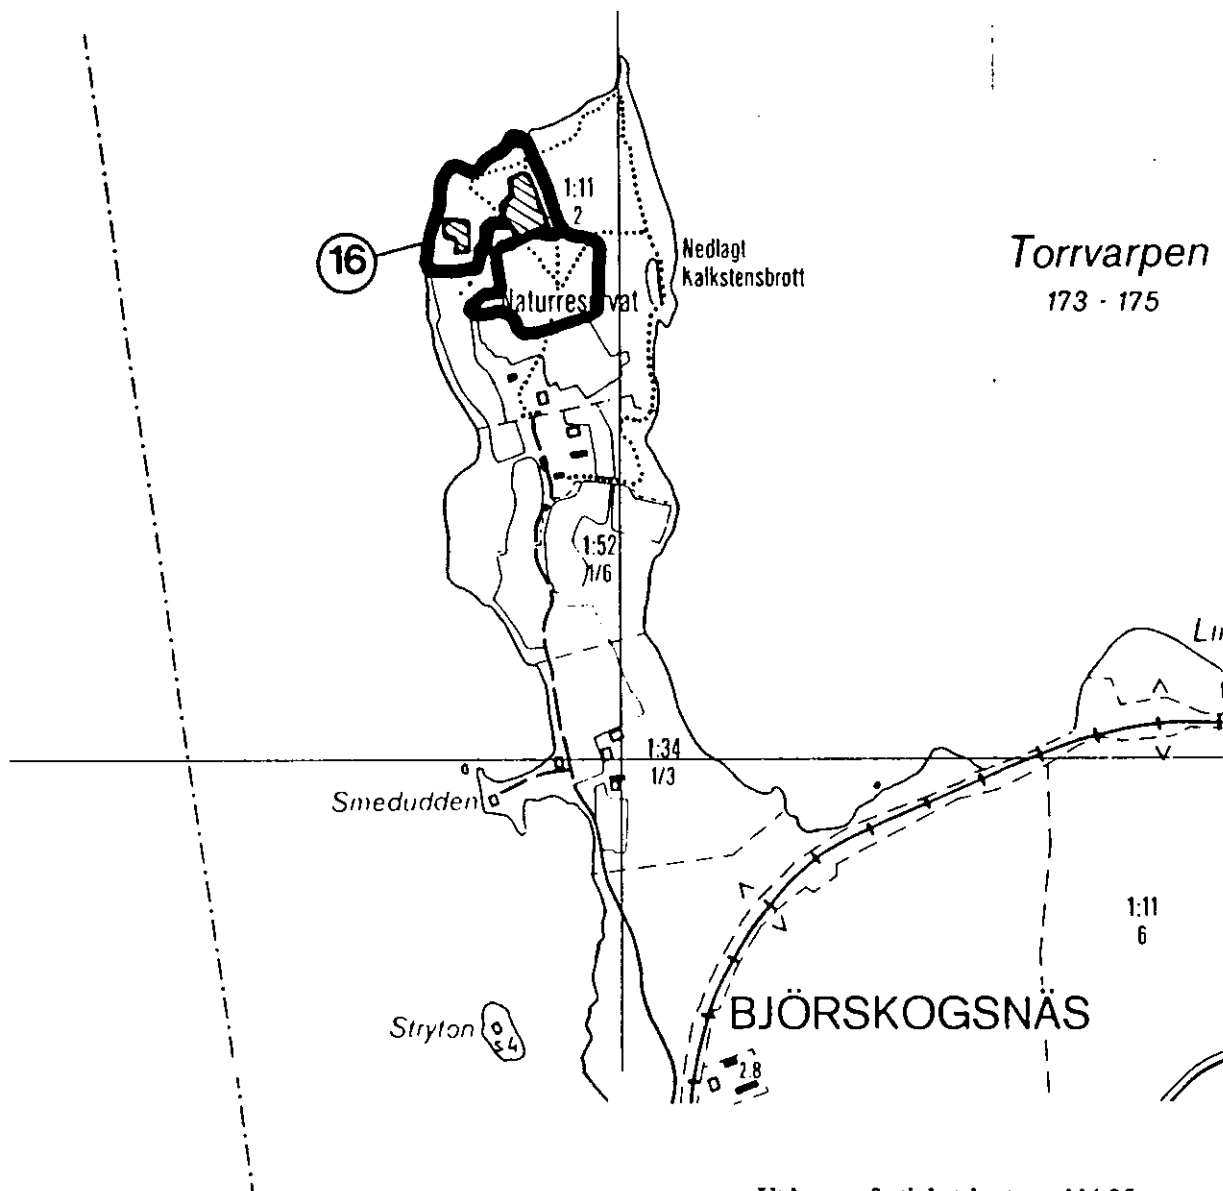 1:11
2
16
Nedlagt
Kalkstensbrott
Torrvarpen
173 - 175
Naturreservat
1:52
1/6
1:34
1/3
Smedudden
1:11
6
BJÖRSKOGSNÄS
2.8